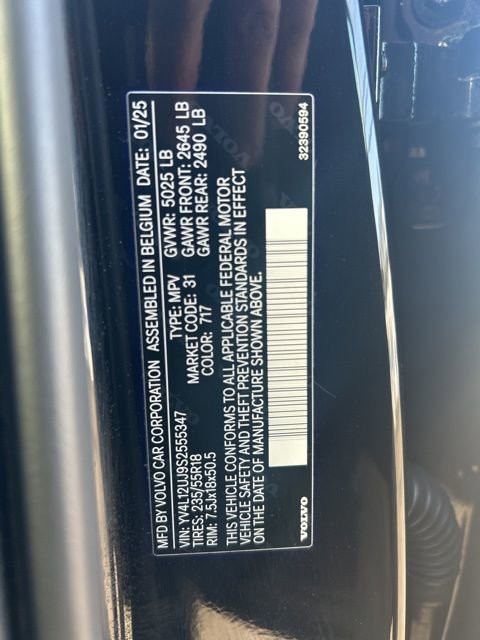 MFD BY VOLVO CAR CORPORATION ASSEMBLED IN BELGIUM DATE: 01/25
VIN: YV4L12UJ9S2555347 TYPE: MPV GVWR: 5025 LB
TIRES: 235/55R18 MARKET CODE: 31 GAWR FRONT: 2645 LB
RIM: 7.5Jx18x50.5 COLOR: 717 GAWR REAR: 2490 LB
THIS VEHICLE CONFORMS TO ALL APPLICABLE FEDERAL MOTOR
VEHICLE SAFETY AND THEFT PREVENTION STANDARDS IN EFFECT
ON THE DATE OF MANUFACTURE SHOWN ABOVE.
VOLVO 32390594